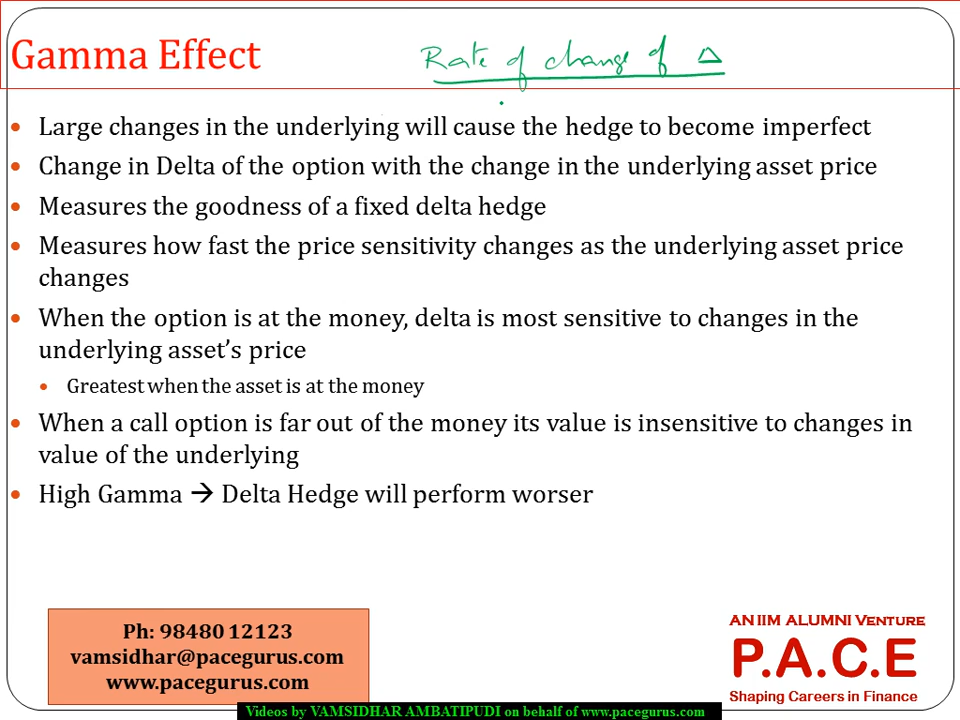 Gamma Effect
Rate of change of Δ
• Large changes in the underlying will cause the hedge to become imperfect
• Change in Delta of the option with the change in the underlying asset price
• Measures the goodness of a fixed delta hedge
• Measures how fast the price sensitivity changes as the underlying asset price
changes
• When the option is at the money, delta is most sensitive to changes in the
underlying asset's price
• Greatest when the asset is at the money
• When a call option is far out of the money its value is insensitive to changes in
value of the underlying
• High Gamma → Delta Hedge will perform worser
Ph: 98480 12123
vamsidhar@pacegurus.com
www.pacegurus.com
AN IIM ALUMNI VENTURE
P.A.C.E
Shaping Careers in Finance
Videos by VAMSIDHAR AMBATIPUDI on behalf of www.pacegurus.com